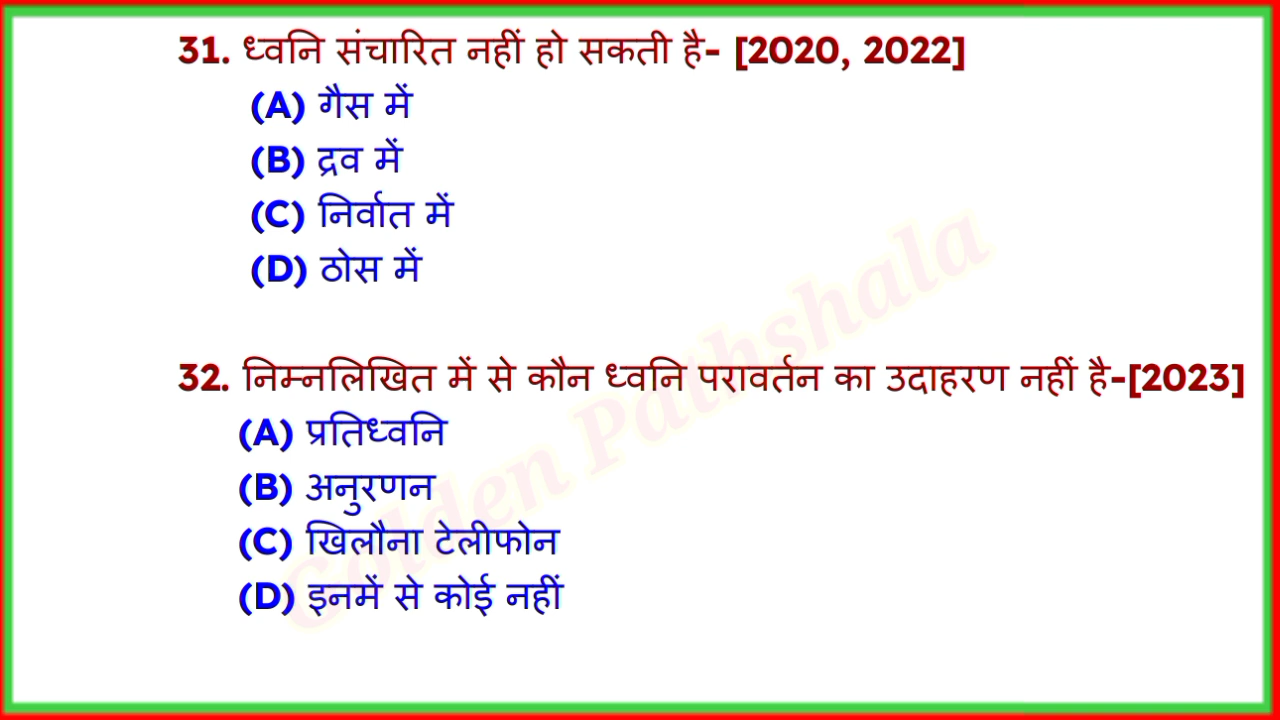 31. ध्वनि संचारित नहीं हो सकती है- [2020, 2022]
(A) गैस में
(B) द्रव में
(C) निर्वात में
(D) ठोस में
32. निम्नलिखित में से कौन ध्वनि परावर्तन का उदाहरण नहीं है-[2023]
(A) प्रतिध्वनि
(B) अनुरणन
(C) खिलौना टेलीफोन
(D) इनमें से कोई नहीं
Golden Pathshala